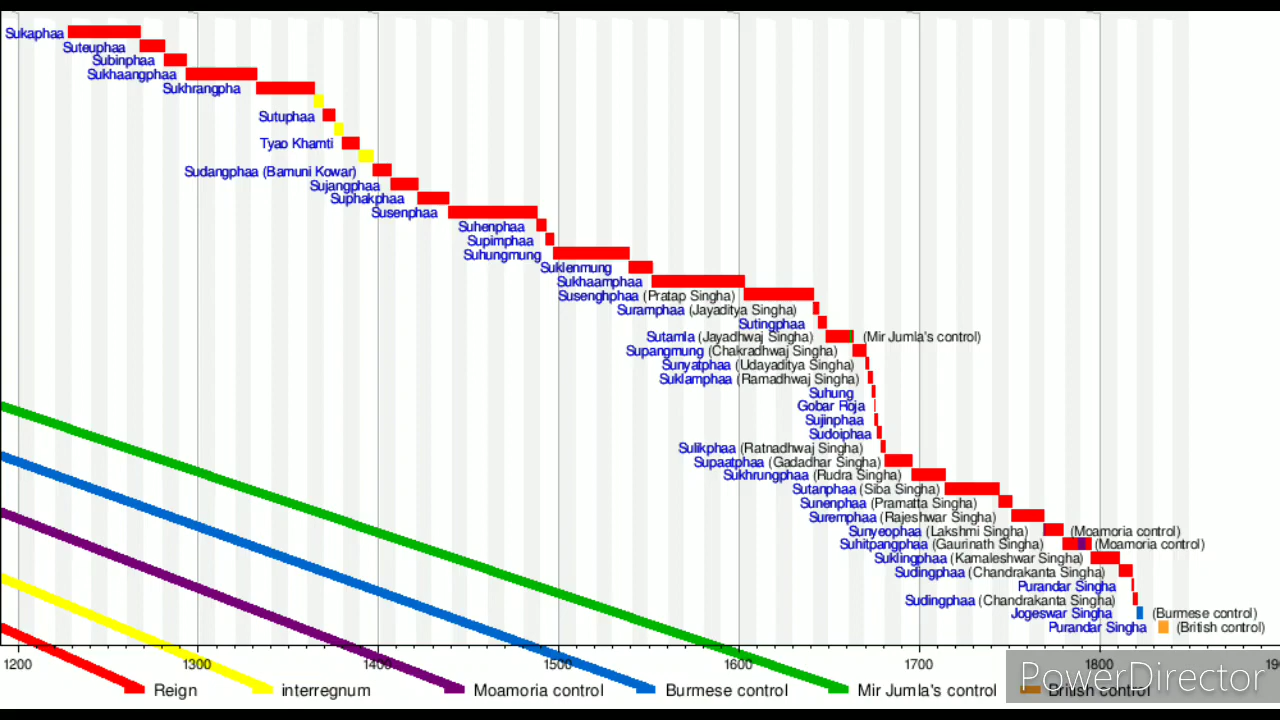 Sukaphaa
Suteuphaa
Subinphaa
Sukhaangphaa
Sukhrangpha
Sutuphaa
Tyao Khamti
Sudangphaa (Bamuni Kowar)
Sujangphaa
Suphakphaa
Susenphaa
Suhenphaa
Supimphaa
Suhungmung
Suklenmung
Sukhaamphaa
Susenghphaa (Pratap Singha)
Suramphaa (Jayaditya Singha)
Sutingphaa
Sutamla (Jayadhwaj Singha) (Mir Jumla's control)
Supangmung (Chakradhwaj Singha)
Sunyatphaa (Udayaditya Singha)
Suklamphaa (Ramadhwaj Singha)
Suhung
Gobar Roja
Sujinphaa
Sudoiphaa
Sulikphaa (Ratnadhwaj Singha)
Supaatphaa (Gadadhar Singha)
Sukhrungphaa (Rudra Singha)
Sutanphaa (Siba Singha)
Sunenphaa (Pramatta Singha)
Suremphaa (Rajeshwar Singha)
Sunyeophaa (Lakshmi Singha) (Moamoria control)
Suhitpangphaa (Gaurinath Singha) (Moamoria control)
Suklingphaa (Kamaleshwar Singha)
Sudingphaa (Chandrakanta Singha)
Purandar Singha
Sudingphaa (Chandrakanta Singha)
Jogeswar Singha (Burmese control)
Purandar Singha (British control)
1200 1300 1400 1500 1600 1700 1800
Reign interregnum Moamoria control Burmese control Mir Jumla's control British control
PowerDirector